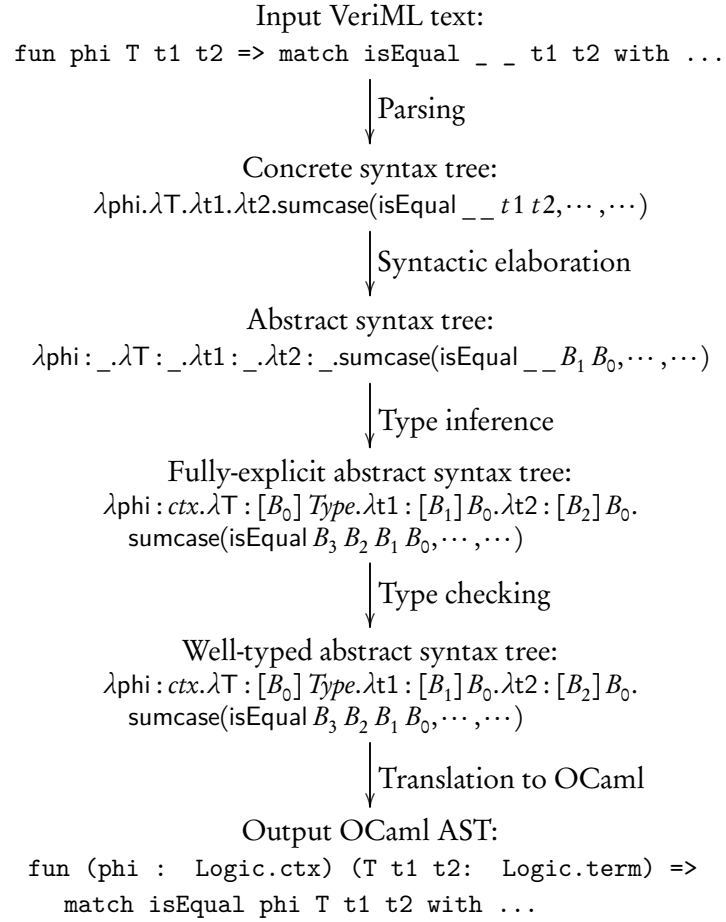 Input VeriML text:
fun phi T t1 t2 => match isEqual _ _ t1 t2 with ...
Parsing
Concrete syntax tree:
λphi.λT.λt1.λt2.sumcase(isEqual _ _ t1 t2,⋯,⋯)
Syntactic elaboration
Abstract syntax tree:
λphi : _.λT : _.λt1 : _.λt2 : _.sumcase(isEqual _ _ B₁ B₀,⋯,⋯)
Type inference
Fully-explicit abstract syntax tree:
λphi : ctx.λT : [B₀] Type.λt1 : [B₁] B₀.λt2 : [B₂] B₀.
sumcase(isEqual B₃ B₂ B₁ B₀,⋯,⋯)
Type checking
Well-typed abstract syntax tree:
λphi : ctx.λT : [B₀] Type.λt1 : [B₁] B₀.λt2 : [B₂] B₀.
sumcase(isEqual B₃ B₂ B₁ B₀,⋯,⋯)
Translation to OCaml
Output OCaml AST:
fun (phi : Logic.ctx) (T t1 t2: Logic.term) =>
match isEqual phi T t1 t2 with ...